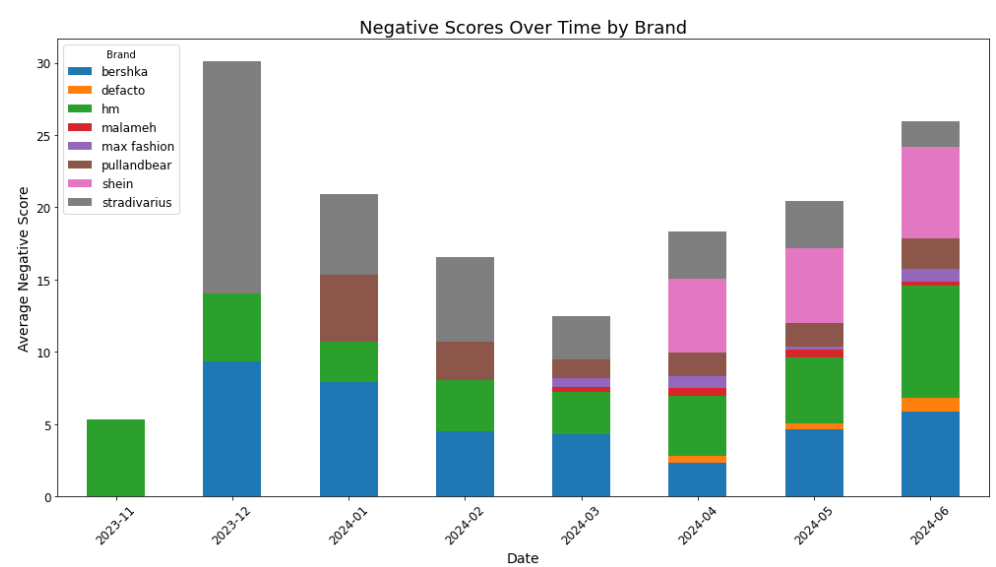 Negative Scores Over Time by Brand
Brand
bershka
defacto
hm
malameh
max fashion
pullandbear
shein
stradivarius
Average Negative Score
30
25
20
15
10
5
0
2023-11
2023-12
2024-01
2024-02
2024-03
2024-04
2024-05
2024-06
Date